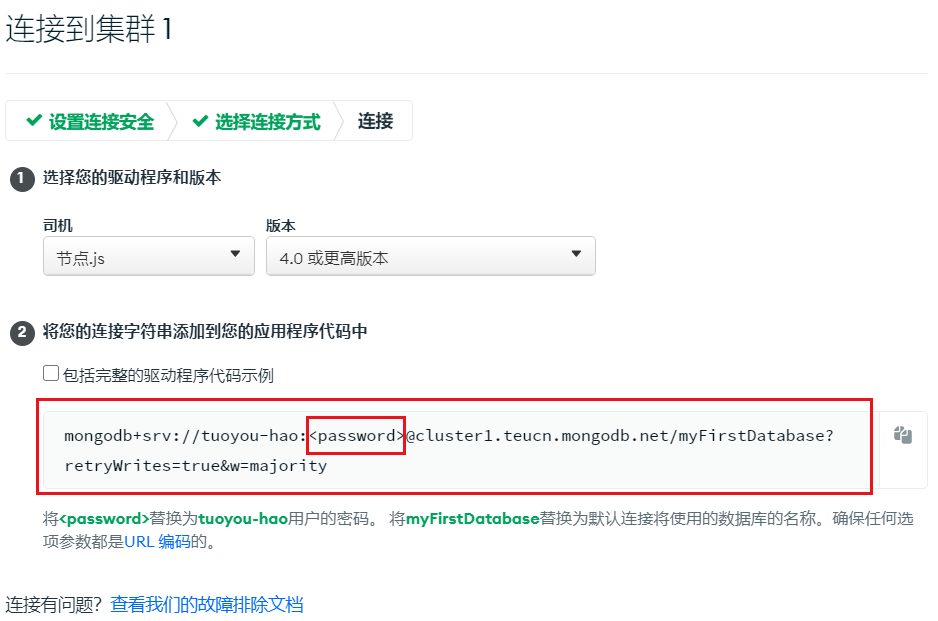 连接到集群 1
设置连接安全 选择连接方式 连接
1 选择您的驱动程序和版本
司机 版本
节点.js 4.0 或更高版本
2 将您的连接字符串添加到您的应用程序代码中
包括完整的驱动程序代码示例
mongodb+srv://tuoyou-hao:<password>@cluster1.teucn.mongodb.net/myFirstDatabase?
retryWrites=true&w=majority
将<password>替换为tuoyou-hao用户的密码。 将myFirstDatabase替换为默认连接将使用的数据库的名称。确保任何选
项参数都是URL 编码的。
连接有问题？查看我们的故障排除文档